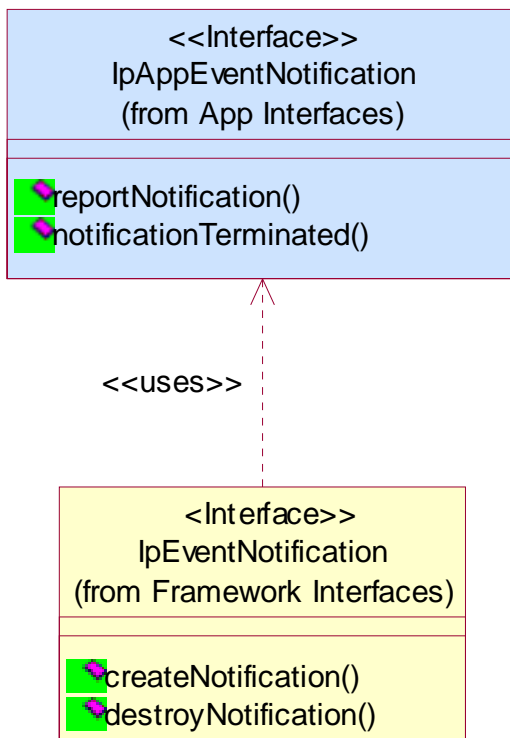 <<Interface>>
IpAppEventNotification
(from App Interfaces)
reportNotification()
notificationTerminated()
<<uses>>
<Interface>>
IpEventNotification
(from Framework Interfaces)
createNotification()
destroyNotification()